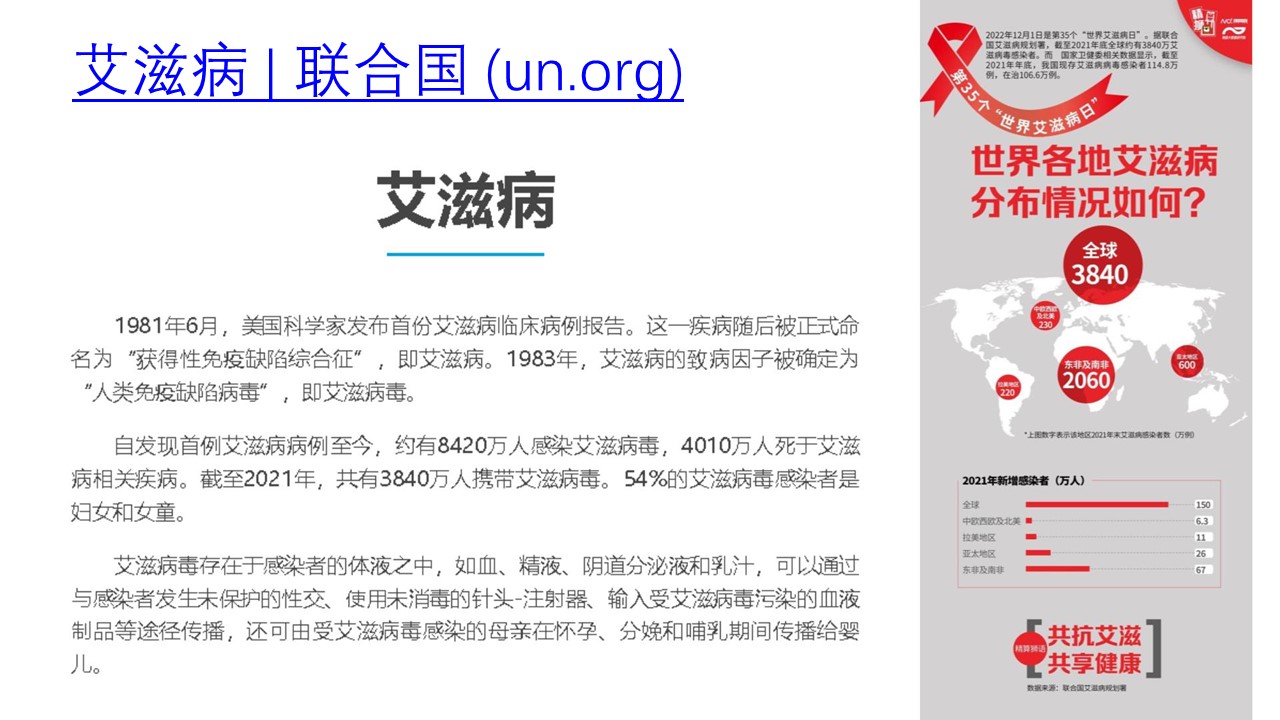 艾滋病 | 联合国 (un.org)
艾滋病
1981年6月，美国科学家发布首份艾滋病临床病例报告。这一疾病随后被正式命
名为“获得性免疫缺陷综合征“，即艾滋病。1983年，艾滋病的致病因子被确定为
“人类免疫缺陷病毒“，即艾滋病毒。
自发现首例艾滋病病例至今，约有8420万人感染艾滋病毒，4010万人死于艾滋
病相关疾病。截至2021年，共有3840万人携带艾滋病毒。54%的艾滋病毒感染者是
妇女和女童。
艾滋病毒存在于感染者的体液之中，如血、精液、阴道分泌液和乳汁，可以通过
与感染者发生未保护的性交、使用未消毒的针头-注射器、输入受艾滋病毒污染的血液
制品等途径传播，还可由受艾滋病毒感染的母亲在怀孕、分娩和哺乳期间传播给婴
儿。
2022年12月1日是第35个“世界艾滋病日”。据联合
国艾滋病规划署，截至2021年底全球约有3840万艾
滋病毒感染者。而 国家卫健委相关数据显示，截至
2021年年底，我国现存艾滋病病毒感染者114.8万
例，在治106.6万例。
第35个“世界艾滋病日”
世界各地艾滋病
分布情况如何？
全球
3840
中欧西欧
及北美
230
东非及南非
2060
亚太地区
600
拉美地区
220
*上图数字表示该地区2021年末艾滋病感染者数（万例）
2021年新增感染者（万人）
全球 150
中欧西欧及北美 6.3
拉美地区 11
亚太地区 26
东非及南非 67
精算狮语
共抗艾滋
共享健康
数据来源：联合国艾滋病规划署